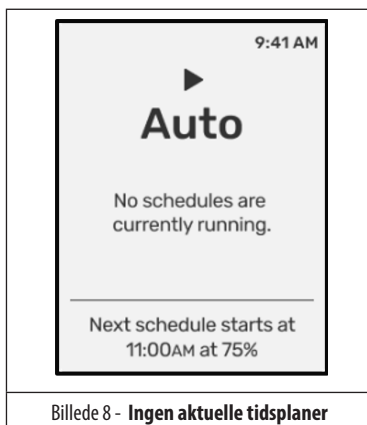 9:41 AM
Auto
No schedules are
currently running.
Next schedule starts at
11:00AM at 75%
Billede 8 - Ingen aktuelle tidsplaner